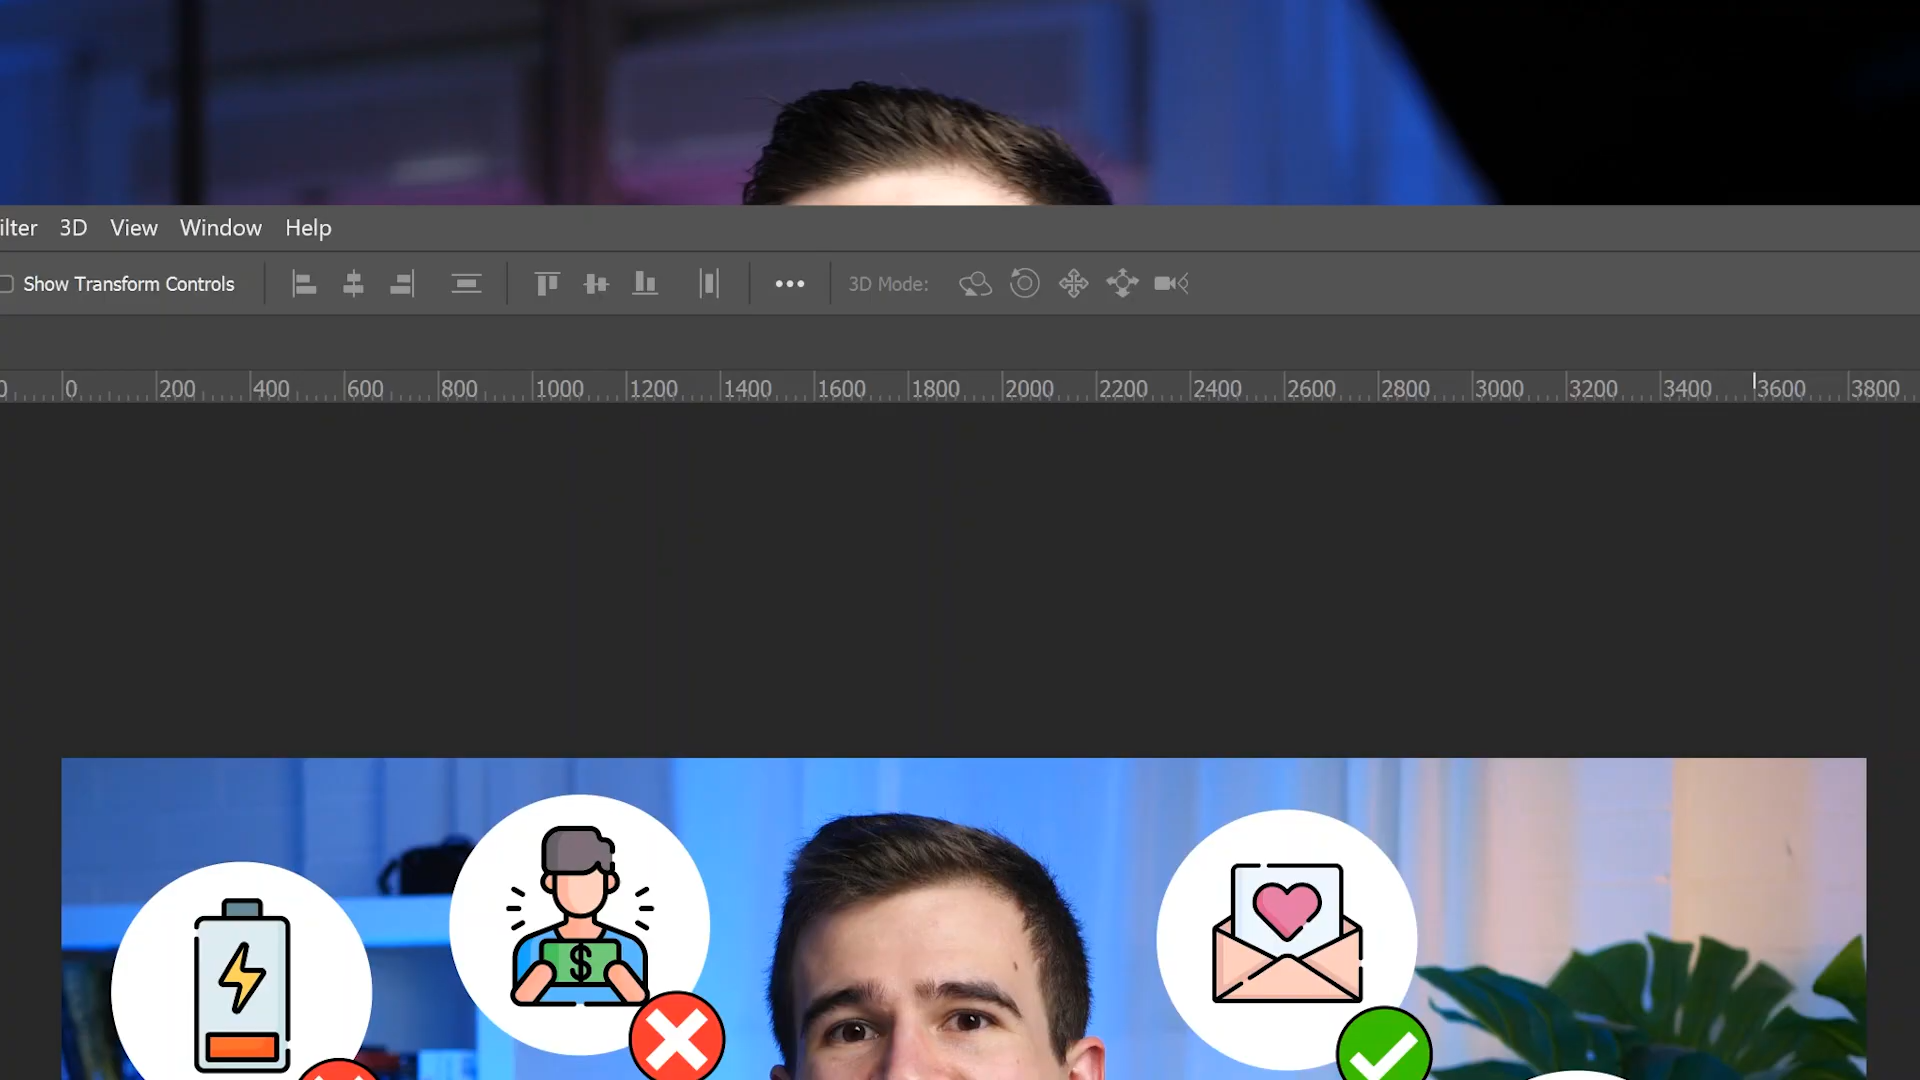 ilter 3D View Window Help
Show Transform Controls ••• 3D Mode:
0 0 200 400 600 800 1000 1200 1400 1600 1800 2000 2200 2400 2600 2800 3000 3200 3400 3600 3800
$